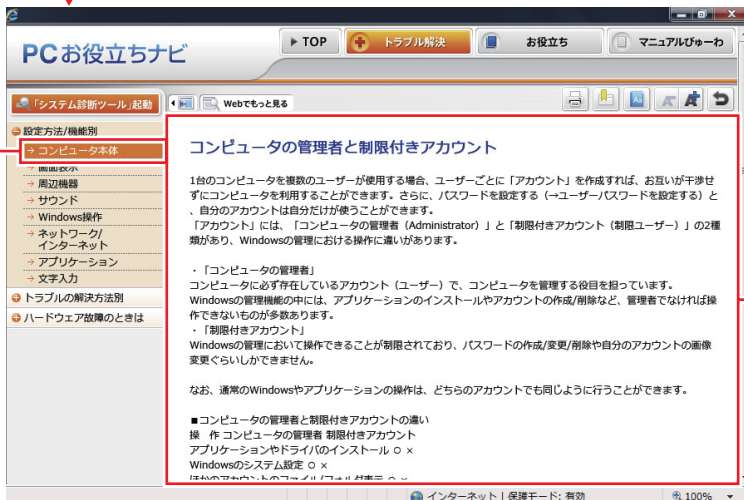 PCお役立ちナビ
TOP
トラブル解決
お役立ち
マニュアルびゅーわ
「システム診断ツール」起動
Webでもっと見る
設定方法/機能別
→ コンピュータ本体
→ 画面表示
→ 周辺機器
→ サウンド
→ Windows操作
→ ネットワーク/
インターネット
→ アプリケーション
→ 文字入力
トラブルの解決方法別
ハードウェア故障のときは
コンピュータの管理者と制限付きアカウント
1台のコンピュータを複数のユーザーが使用する場合、ユーザーごとに「アカウント」を作成すれば、お互いが干渉せ
ずにコンピュータを利用することができます。さらに、パスワードを設定する（→ユーザーパスワードを設定する）と
、自分のアカウントは自分だけが使うことができます。
「アカウント」には、「コンピュータの管理者（Administrator）」と「制限付きアカウント（制限ユーザー）」の2種
類があり、Windowsの管理における操作に違いがあります。
・「コンピュータの管理者」
コンピュータに必ず存在しているアカウント（ユーザー）で、コンピュータを管理する役目を担っています。
Windowsの管理機能の中には、アプリケーションのインストールやアカウントの作成/削除など、管理者でなければ操
作できないものが多数あります。
・「制限付きアカウント」
Windowsの管理において操作できることが制限されており、パスワードの作成/変更/削除や自分のアカウントの画像
変更ぐらいしかできません。
なお、通常のWindowsやアプリケーションの操作は、どちらのアカウントでも同じように行うことができます。
■コンピュータの管理者と制限付きアカウントの違い
操　作 コンピュータの管理者 制限付きアカウント
アプリケーションやドライバのインストール ○ ×
Windowsのシステム設定 ○ ×
ほかのアカウントのファイル/フォルダ表示 ○ ×
インターネット | 保護モード: 有効
100%